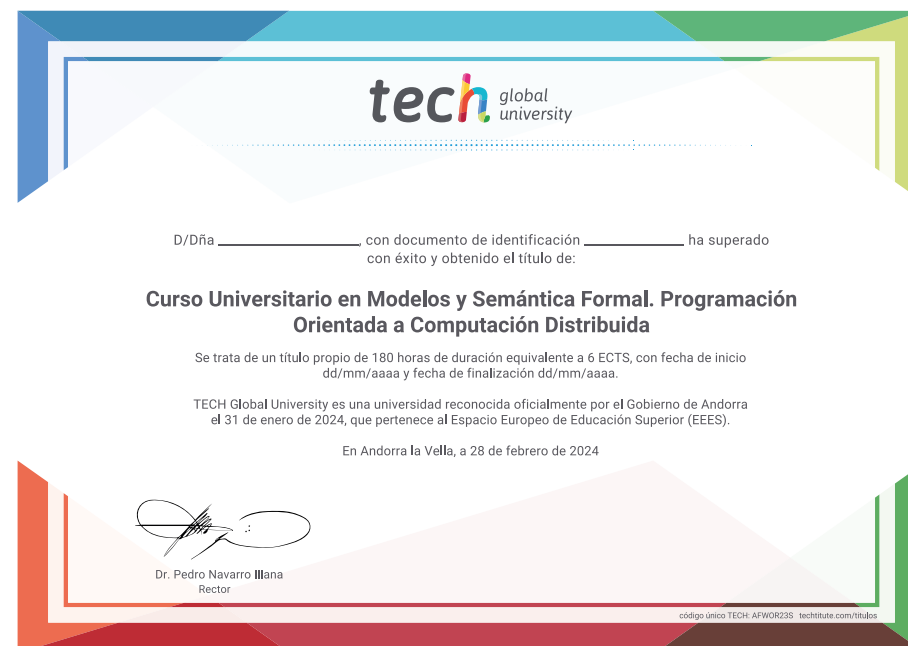 tech global
university
D/Dña ______________, con documento de identificación ______________ ha superado
con éxito y obtenido el título de:
Curso Universitario en Modelos y Semántica Formal. Programación
Orientada a Computación Distribuida
Se trata de un título propio de 180 horas de duración equivalente a 6 ECTS, con fecha de inicio
dd/mm/aaaa y fecha de finalización dd/mm/aaaa.
TECH Global University es una universidad reconocida oficialmente por el Gobierno de Andorra
el 31 de enero de 2024, que pertenece al Espacio Europeo de Educación Superior (EEES).
En Andorra la Vella, a 28 de febrero de 2024
Dr. Pedro Navarro Illana
Rector
código único TECH: AFWOR23S techtitute.com/titulos